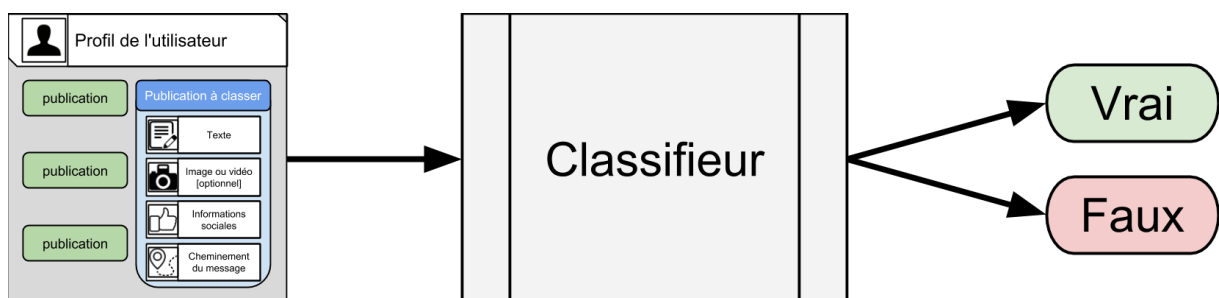 Profil de l'utilisateur
publication
publication
publication
Publication à classer
Texte
Image ou vidéo
[optionnel]
Informations
sociales
Cheminement
du message
Classifieur
Vrai
Faux